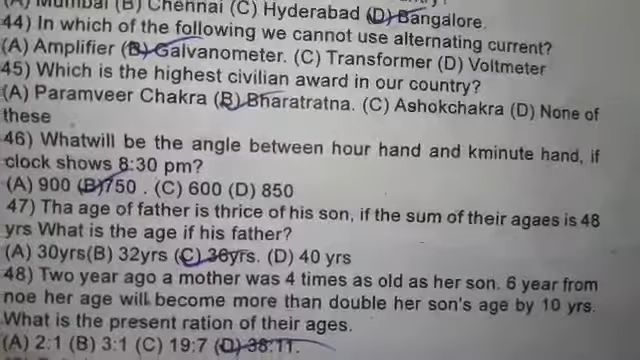 (A) Mumbai (B) Chennai (C) Hyderabad (D) Bangalore.
44) In which of the following we cannot use alternating current?
(A) Amplifier (B) Galvanometer. (C) Transformer (D) Voltmeter
45) Which is the highest civilian award in our country?
(A) Paramveer Chakra (B) Bharatratna. (C) Ashokchakra (D) None of
these
46) Whatwill be the angle between hour hand and kminute hand, if
clock shows 8:30 pm?
(A) 900 (B)750 . (C) 600 (D) 850
47) Tha age of father is thrice of his son, if the sum of their agaes is 48
yrs What is the age if his father?
(A) 30yrs(B) 32yrs (C) 36yrs. (D) 40 yrs
48) Two year ago a mother was 4 times as old as her son. 6 year from
noe her age will become more than double her son's age by 10 yrs.
What is the present ration of their ages.
(A) 2:1 (B) 3:1 (C) 19:7 (D) 38:11.